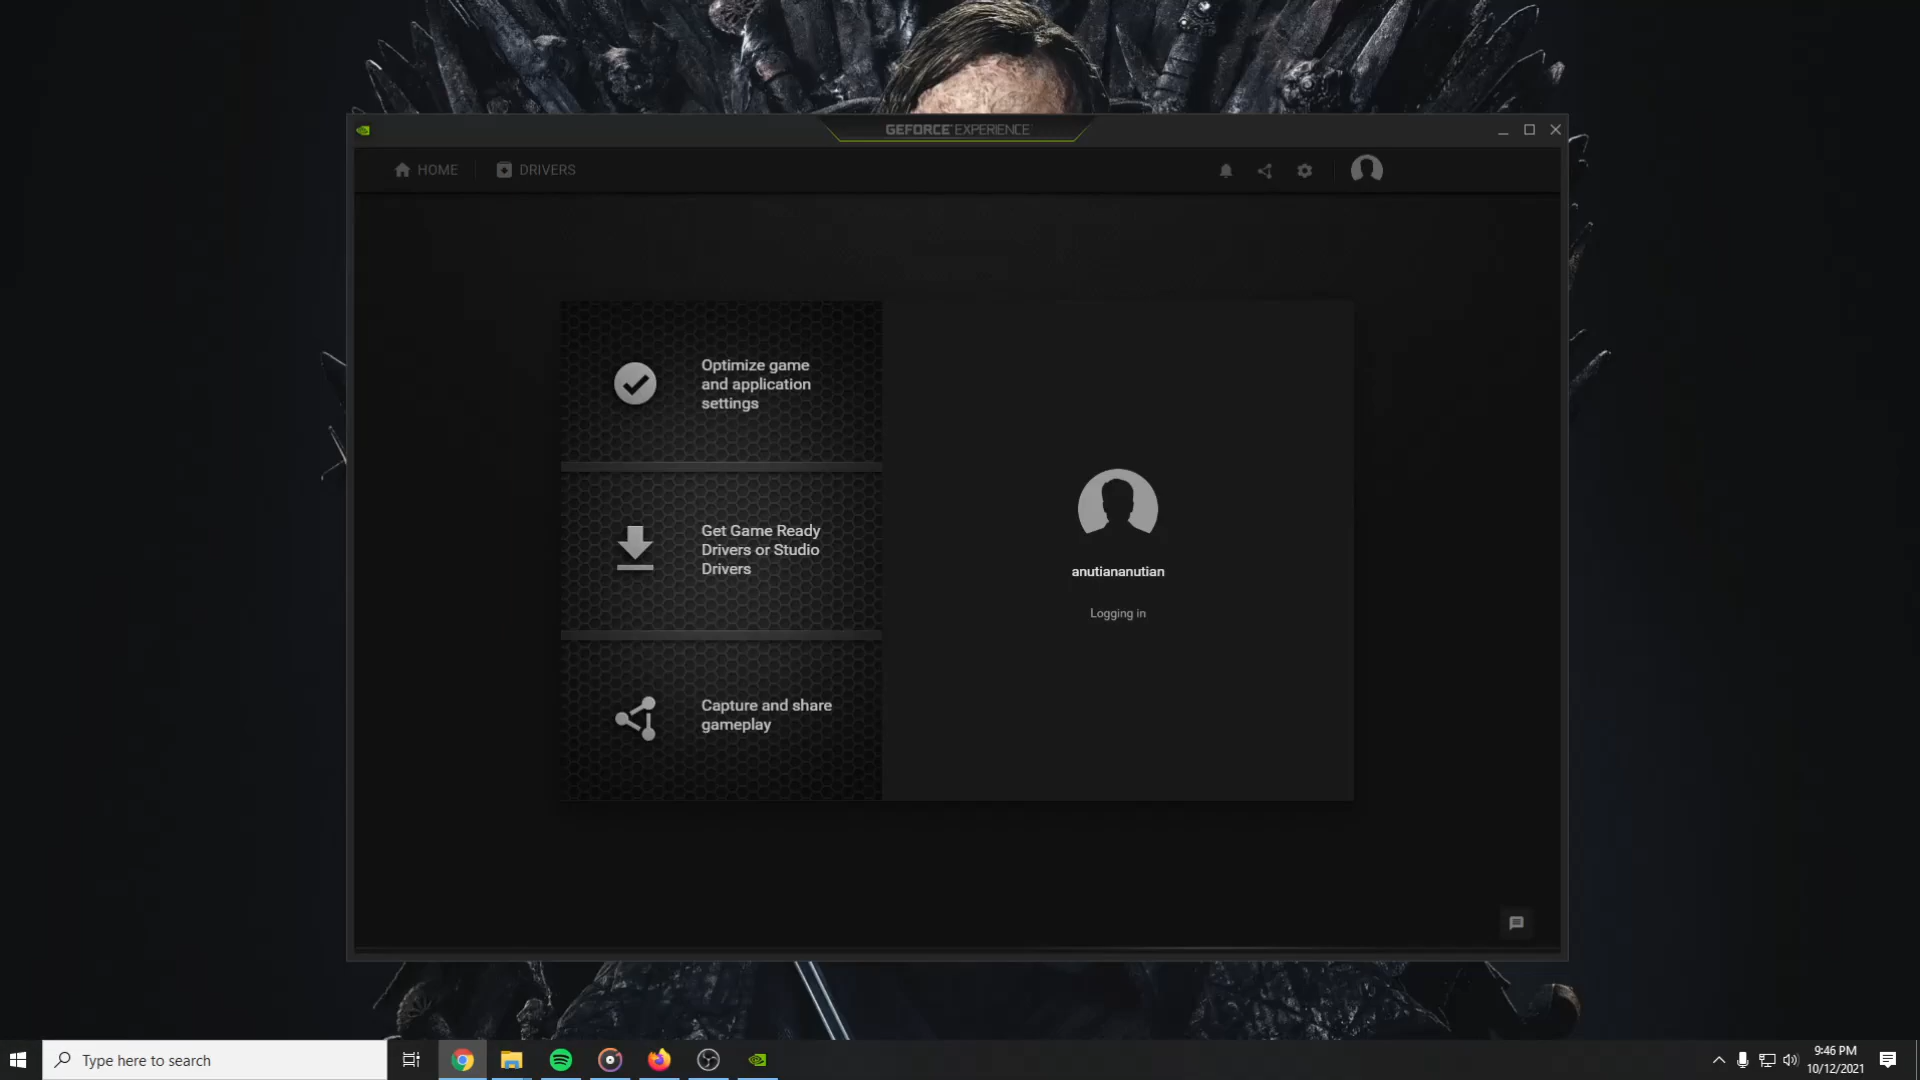 GEFORCE® EXPERIENCE
HOME
DRIVERS
Optimize game
and application
settings
Get Game Ready
Drivers or Studio
Drivers
Capture and share
gameplay
anutiananutian
Logging in
Type here to search
9:46 PM
10/12/2021